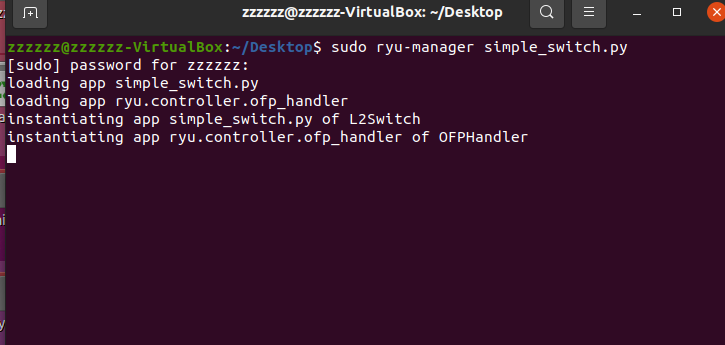 zzzzzz@zzzzzz-VirtualBox: ~/Desktop
zzzzzz@zzzzzz-VirtualBox:~/Desktop$ sudo ryu-manager simple_switch.py
[sudo] password for zzzzzz:
loading app simple_switch.py
loading app ryu.controller.ofp_handler
instantiating app simple_switch.py of L2Switch
instantiating app ryu.controller.ofp_handler of OFPHandler